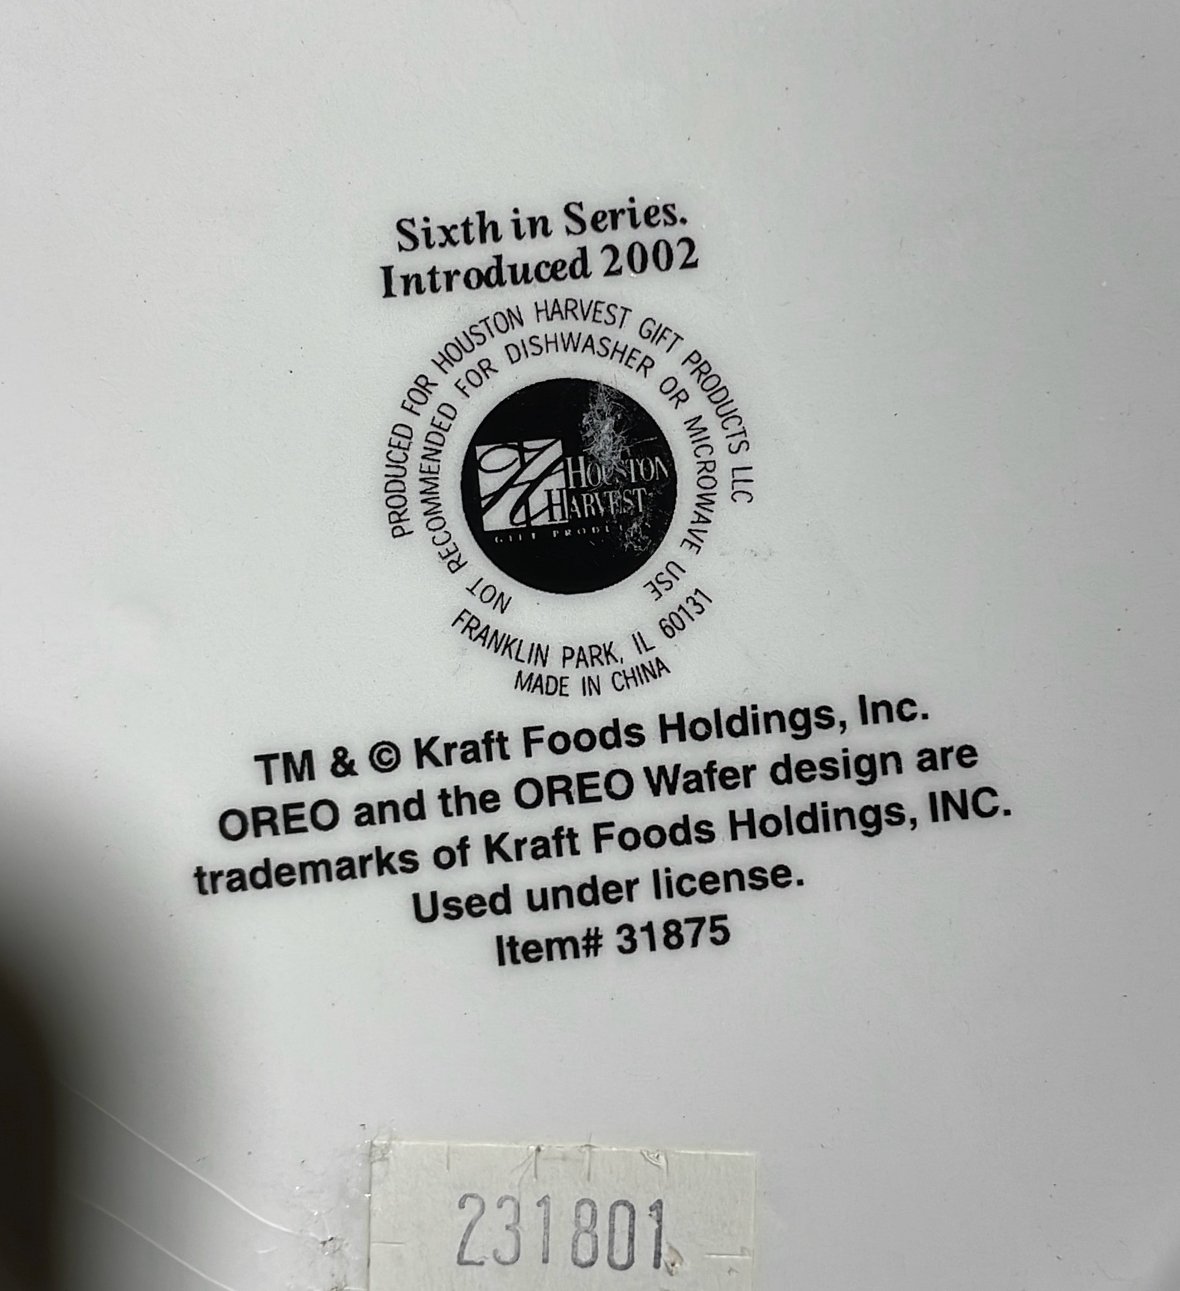 Sixth in Series.
Introduced 2002
PRODUCED FOR HOUSTON HARVEST GIFT PRODUCTS LLC
NOT RECOMMENDED FOR DISHWASHER OR MICROWAVE USE
HOUSTON
HARVEST
GIFT
FRANKLIN PARK, IL 60131
MADE IN CHINA
TM & © Kraft Foods Holdings, Inc.
OREO and the OREO Wafer design are
trademarks of Kraft Foods Holdings, INC.
Used under license.
Item# 31875
231801